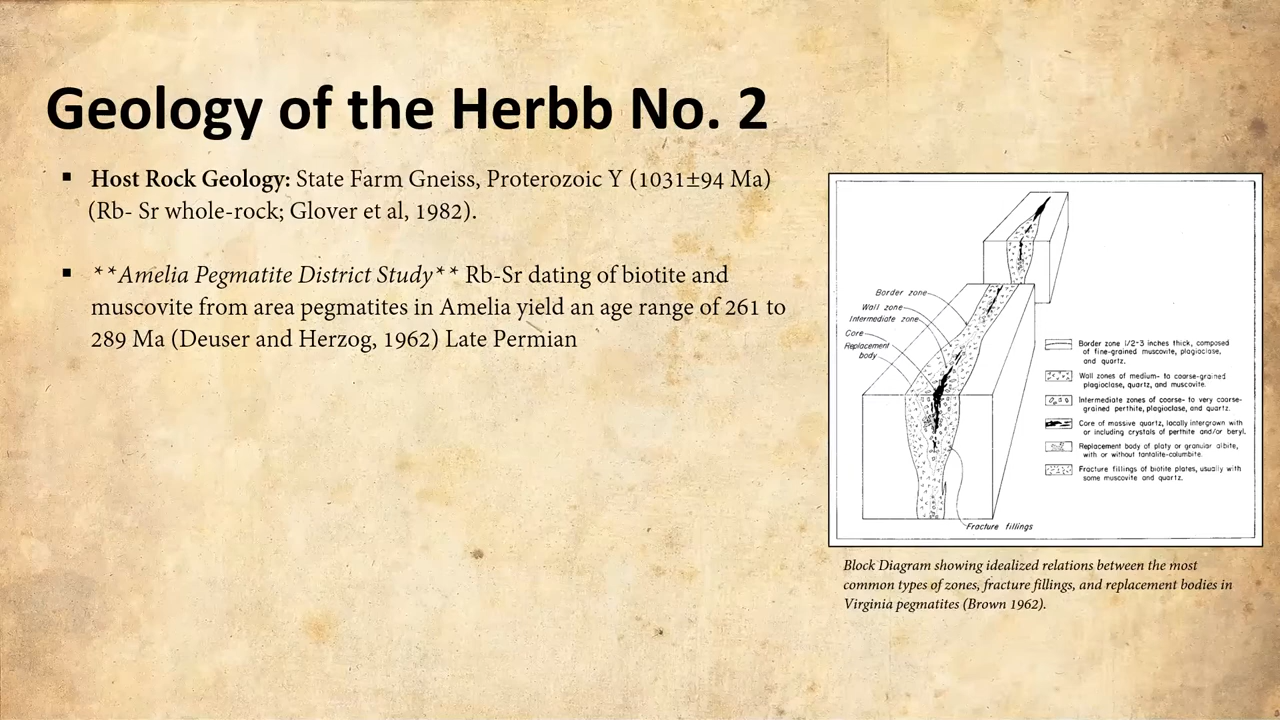 Geology of the Herbb No. 2
▪ Host Rock Geology: State Farm Gneiss, Proterozoic Y (1031±94 Ma)
(Rb- Sr whole-rock; Glover et al, 1982).
▪ **Amelia Pegmatite District Study** Rb-Sr dating of biotite and
muscovite from area pegmatites in Amelia yield an age range of 261 to
289 Ma (Deuser and Herzog, 1962) Late Permian
Border zone
Wall zone
Intermediate zone
Core
Replacement
body
Fracture fillings
Border zone 1/2-3 inches thick, composed
of fine-grained muscovite, plagioclase,
and quartz.
Wall zones of medium- to coarse-grained
plagioclase, quartz, and muscovite.
Intermediate zones of coarse- to very coarse-
grained perthite, plagioclase, and quartz.
Core of massive quartz, locally intergrown with
or including crystals of perthite and/or beryl.
Replacement body of platy or granular albite,
with or without tantalite-columbite.
Fracture fillings of biotite plates, usually with
some muscovite and quartz.
Block Diagram showing idealized relations between the most
common types of zones, fracture fillings, and replacement bodies in
Virginia pegmatites (Brown 1962).